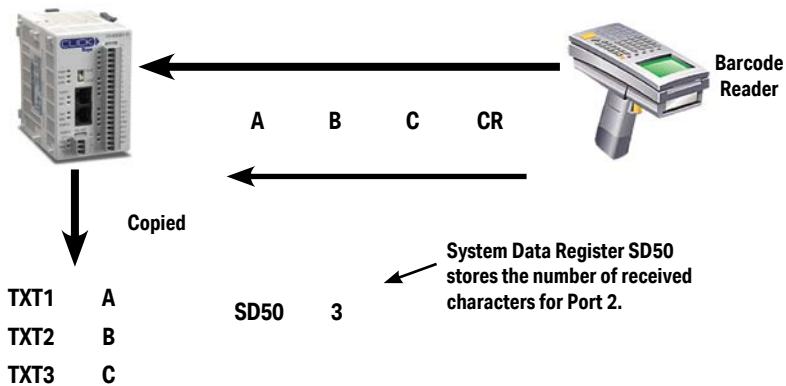 CLICK
Barcode
Reader
A B C CR
Copied
System Data Register SD50
stores the number of received
characters for Port 2.
TXT1 A
SD50 3
TXT2 B
TXT3 C